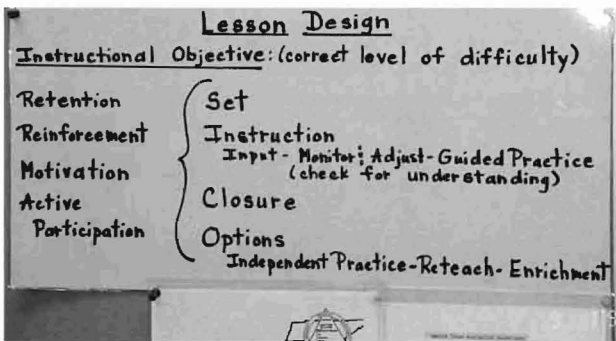 Lesson Design
Instructional Objective: (correct level of difficulty)
Retention
Reinforcement
Motivation
Active
Participation
Set
Instruction
Input - Monitor & Adjust - Guided Practice
(check for understanding)
Closure
Options
Independent Practice - Reteach - Enrichment